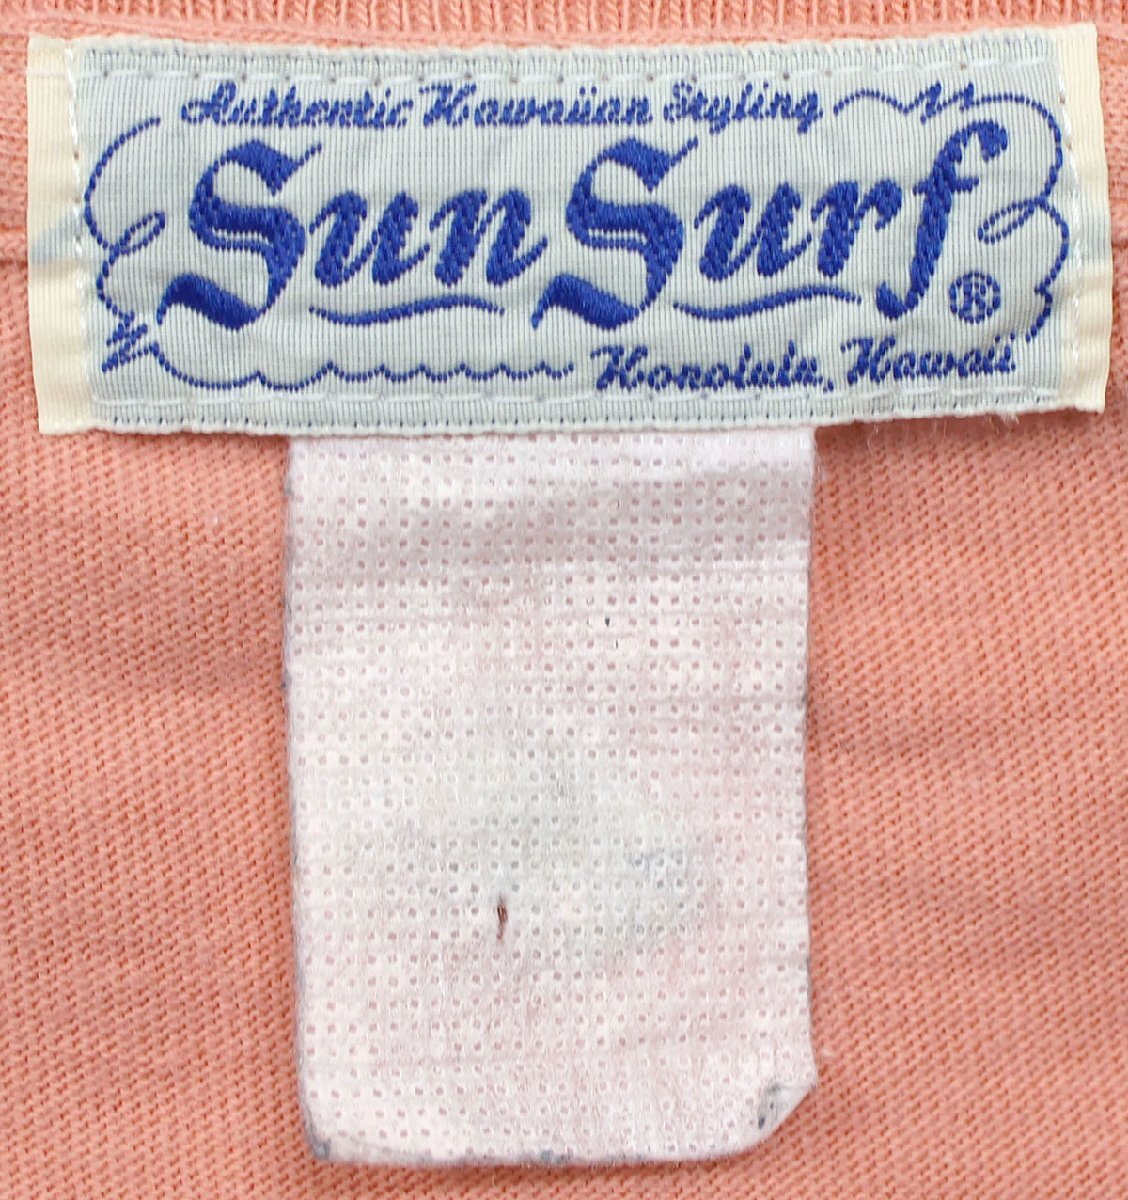 Authentic Hawaiian Styling
Sun Surf ®
Honolulu, Hawaii